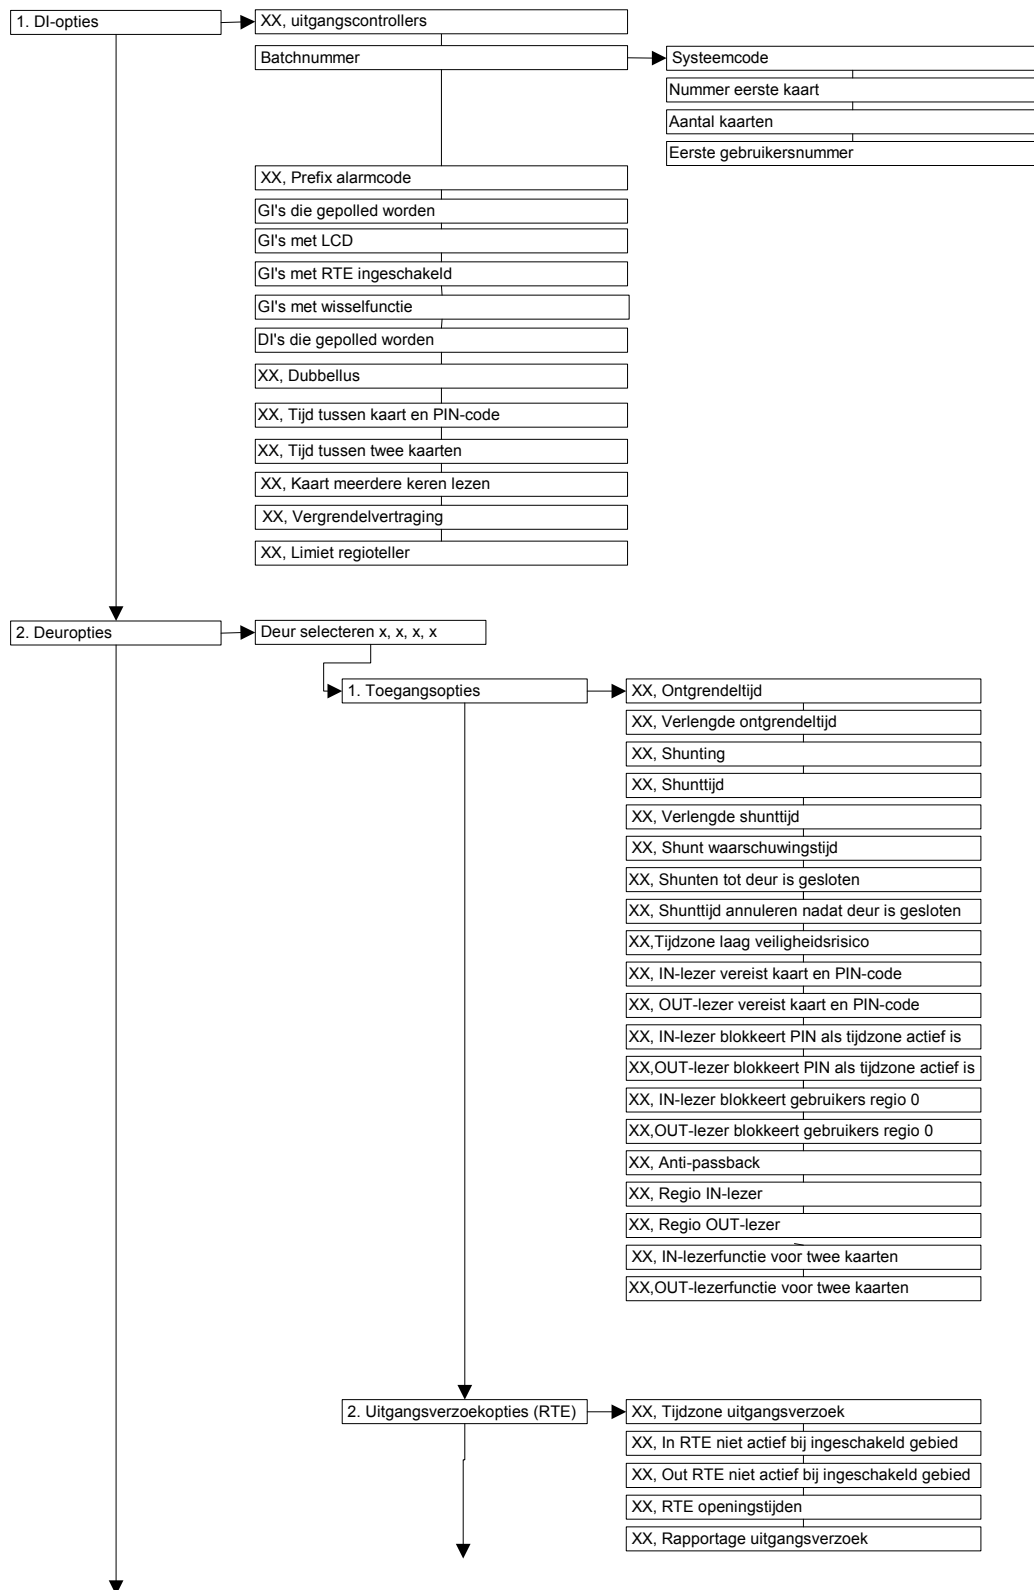 1. DI-opties
XX, uitgangscontrollers
Batchnummer
Systeemcode
Nummer eerste kaart
Aantal kaarten
Eerste gebruikersnummer
XX, Prefix alarmcode
GI's die gepolled worden
GI's met LCD
GI's met RTE ingeschakeld
GI's met wisselfunctie
DI's die gepolled worden
XX, Dubbellus
XX, Tijd tussen kaart en PIN-code
XX, Tijd tussen twee kaarten
XX, Kaart meerdere keren lezen
XX, Vergrendelvertraging
XX, Limiet regioteller
2. Deuropties
Deur selecteren x, x, x, x
1. Toegangsopties
XX, Ontgrendeltijd
XX, Verlengde ontgrendeltijd
XX, Shunting
XX, Shunttijd
XX, Verlengde shunttijd
XX, Shunt waarschuwingstijd
XX, Shunten tot deur is gesloten
XX, Shunttijd annuleren nadat deur is gesloten
XX,Tijdzone laag veiligheidsrisico
XX, IN-lezer vereist kaart en PIN-code
XX, OUT-lezer vereist kaart en PIN-code
XX, IN-lezer blokkeert PIN als tijdzone actief is
XX,OUT-lezer blokkeert PIN als tijdzone actief is
XX, IN-lezer blokkeert gebruikers regio 0
XX,OUT-lezer blokkeert gebruikers regio 0
XX, Anti-passback
XX, Regio IN-lezer
XX, Regio OUT-lezer
XX, IN-lezerfunctie voor twee kaarten
XX,OUT-lezerfunctie voor twee kaarten
2. Uitgangsverzoekopties (RTE)
XX, Tijdzone uitgangsverzoek
XX, In RTE niet actief bij ingeschakeld gebied
XX, Out RTE niet actief bij ingeschakeld gebied
XX, RTE openingstijden
XX, Rapportage uitgangsverzoek